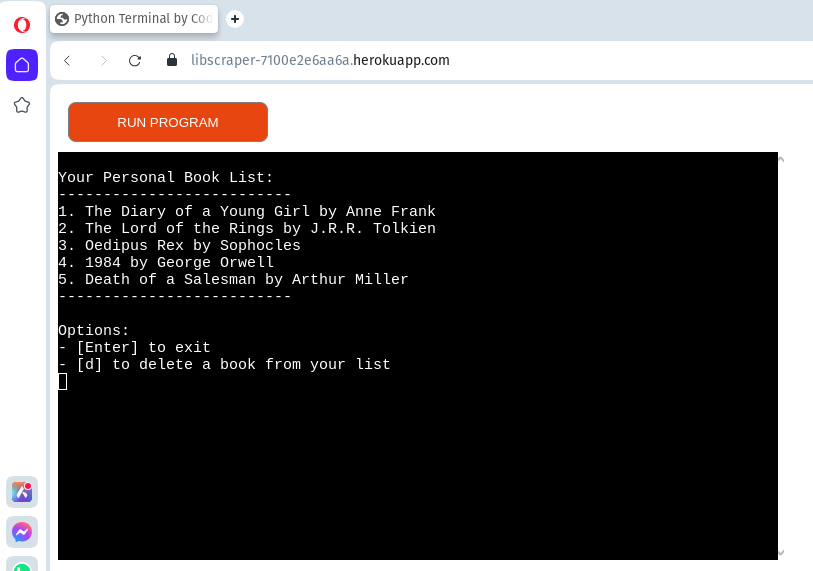 Python Terminal by Cod
libscraper-7100e2e6aa6a.herokuapp.com
RUN PROGRAM
Your Personal Book List:
--------------------------
1. The Diary of a Young Girl by Anne Frank
2. The Lord of the Rings by J.R.R. Tolkien
3. Oedipus Rex by Sophocles
4. 1984 by George Orwell
5. Death of a Salesman by Arthur Miller
--------------------------
Options:
- [Enter] to exit
- [d] to delete a book from your list